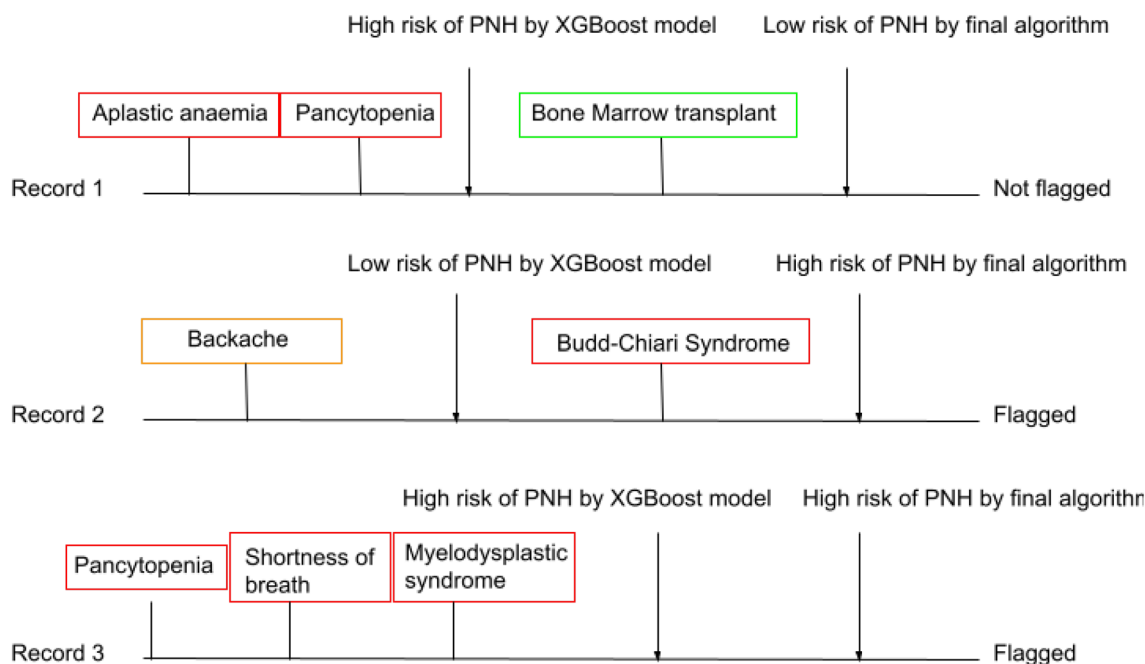 High risk of PNH by XGBoost model
Low risk of PNH by final algorithm
Aplastic anaemia
Pancytopenia
Bone Marrow transplant
Record 1
Not flagged
Low risk of PNH by XGBoost model
High risk of PNH by final algorithm
Backache
Budd-Chiari Syndrome
Record 2
Flagged
High risk of PNH by XGBoost model
High risk of PNH by final algorithm
Pancytopenia
Shortness of
breath
Myelodysplastic
syndrome
Record 3
Flagged